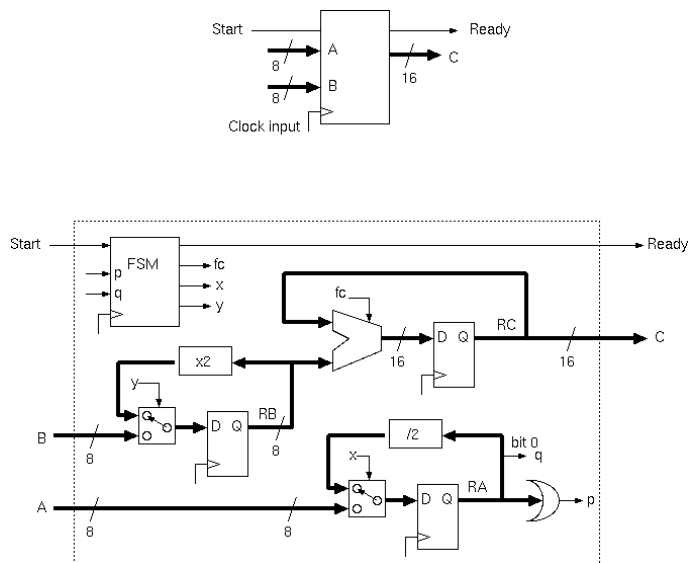 Start
Ready
A
8
C
16
B
8
Clock input
Start
Ready
FSM
fc
p
x
q
y
fc
RC
D Q
16
16
C
x2
y
RB
D Q
B
8
8
/2
bit 0
q
x
RA
D Q
p
A
8
8